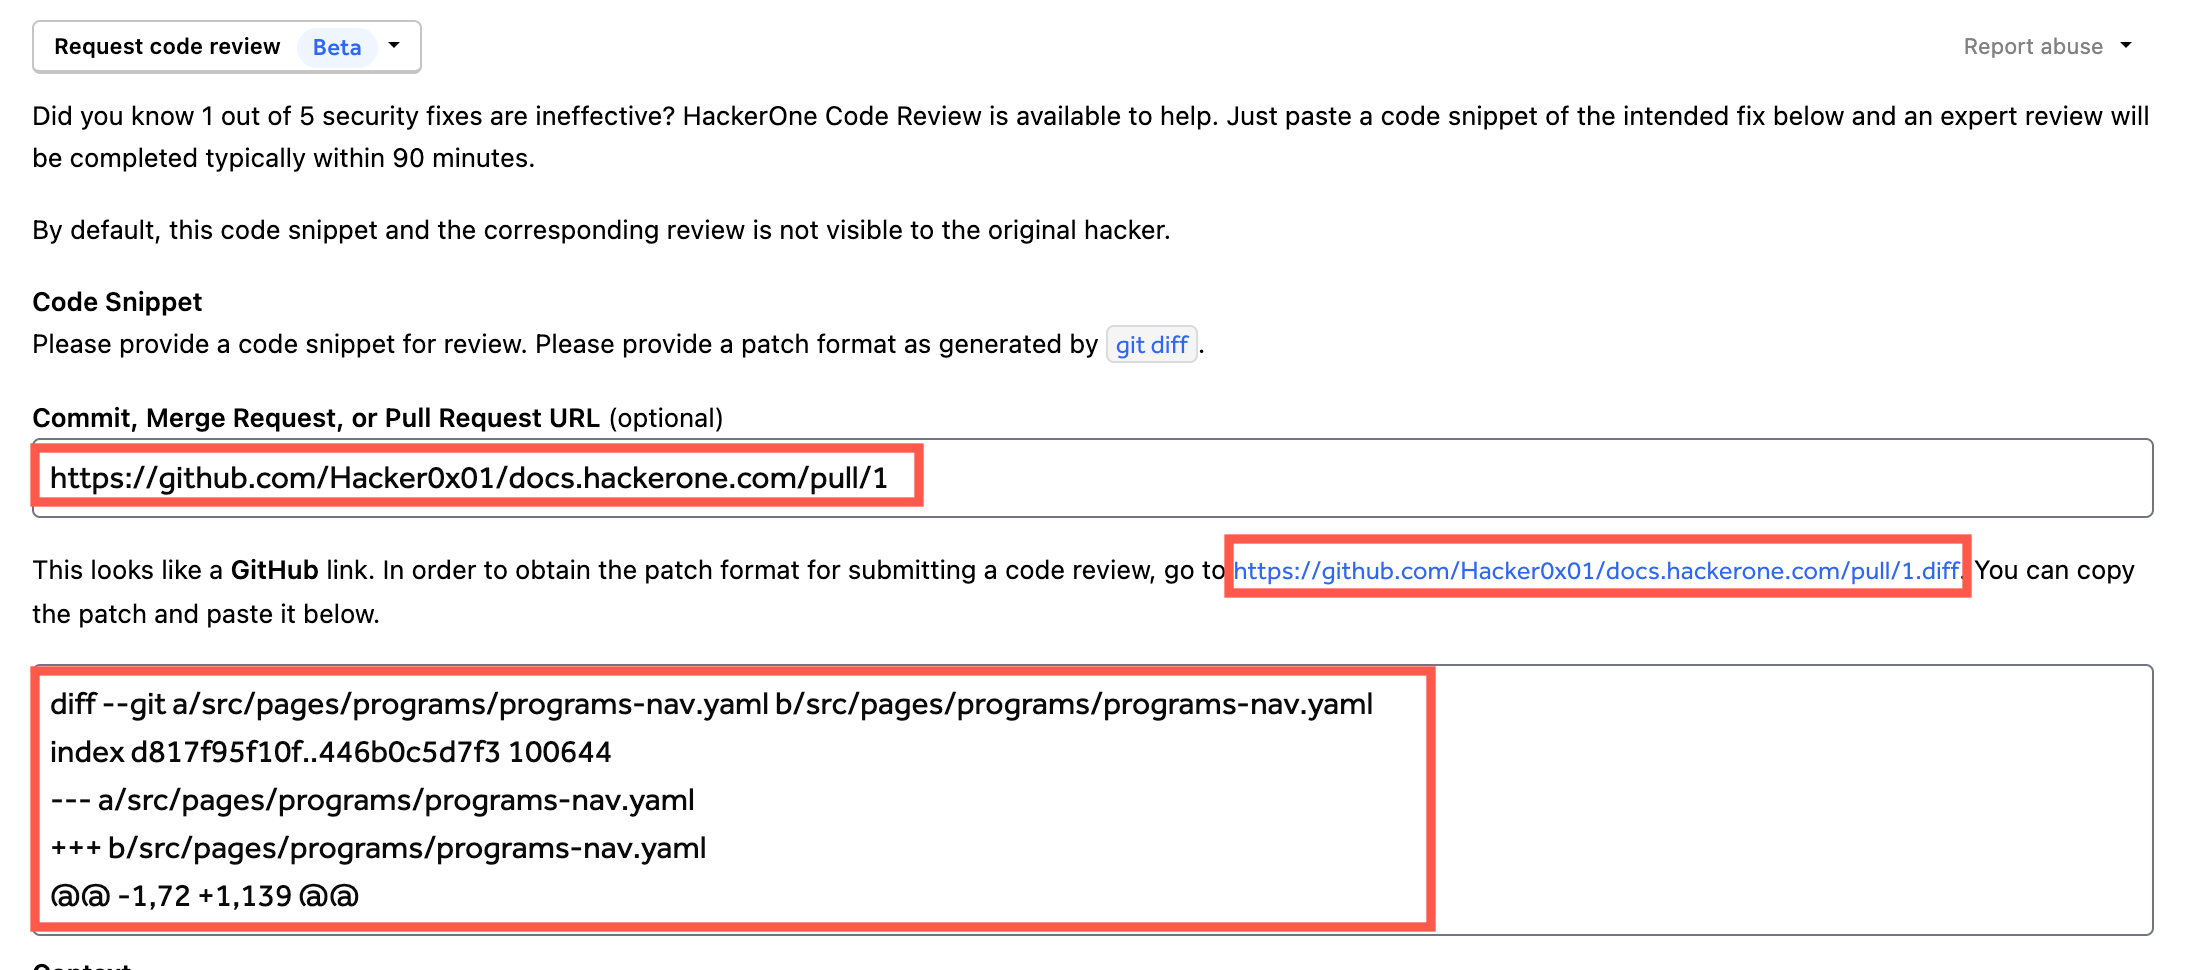 Request code review Beta
Report abuse
Did you know 1 out of 5 security fixes are ineffective? HackerOne Code Review is available to help. Just paste a code snippet of the intended fix below and an expert review will
be completed typically within 90 minutes.
By default, this code snippet and the corresponding review is not visible to the original hacker.
Code Snippet
Please provide a code snippet for review. Please provide a patch format as generated by git diff.
Commit, Merge Request, or Pull Request URL (optional)
https://github.com/Hacker0x01/docs.hackerone.com/pull/1
This looks like a GitHub link. In order to obtain the patch format for submitting a code review, go to https://github.com/Hacker0x01/docs.hackerone.com/pull/1.diff. You can copy
the patch and paste it below.
diff --git a/src/pages/programs/programs-nav.yaml b/src/pages/programs/programs-nav.yaml
index d817f95f10f..446b0c5d7f3 100644
--- a/src/pages/programs/programs-nav.yaml
+++ b/src/pages/programs/programs-nav.yaml
@@ -1,72 +1,139 @@